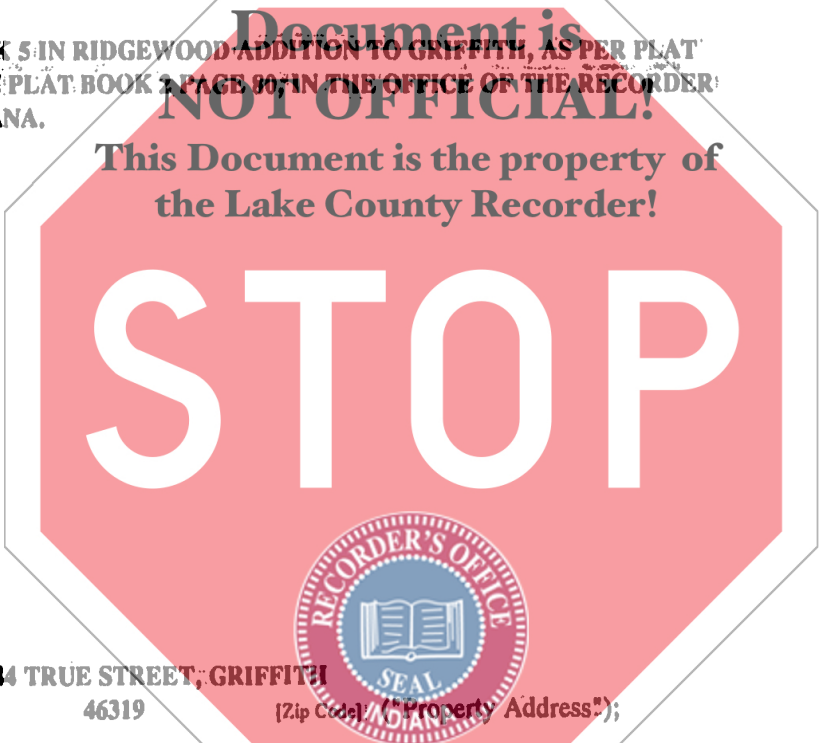 Document is
K 5 IN RIDGEWOOD ADDITION TO GRIFFITH, AS PER PLAT
PLAT BOOK 2, PAGE 80, IN THE OFFICE OF THE RECORDER
NOT OFFICIAL!
NA.
This Document is the property of
the Lake County Recorder!
STOP
RECORDER'S OFFICE
SEAL
INDIANA
4 TRUE STREET, GRIFFITH
46319 [Zip Code] ("Property Address");